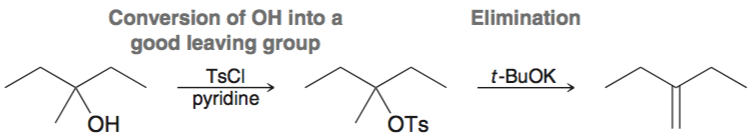 Conversion of OH into a
good leaving group
Elimination
TsCl
pyridine
OH
OTs
t-BuOK